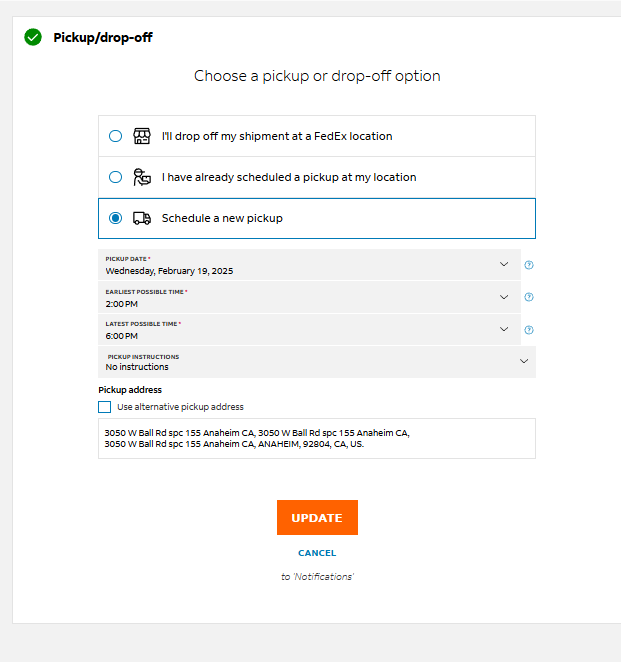 Pickup/drop-off
Choose a pickup or drop-off option
I'll drop off my shipment at a FedEx location
I have already scheduled a pickup at my location
Schedule a new pickup
PICKUP DATE*
Wednesday, February 19, 2025
EARLIEST POSSIBLE TIME*
2:00 PM
LATEST POSSIBLE TIME*
6:00 PM
PICKUP INSTRUCTIONS
No instructions
Pickup address
Use alternative pickup address
3050 W Ball Rd spc 155 Anaheim CA, 3050 W Ball Rd spc 155 Anaheim CA,
3050 W Ball Rd spc 155 Anaheim CA, ANAHEIM, 92804, CA, US.
UPDATE
CANCEL
to 'Notifications'